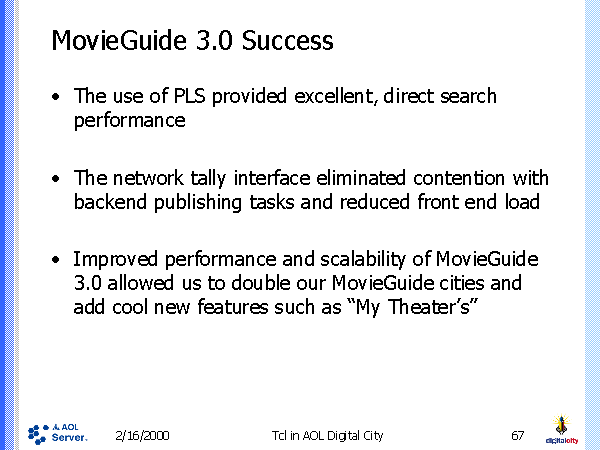 MovieGuide 3.0 Success
• The use of PLS provided excellent, direct search
performance
• The network tally interface eliminated contention with
backend publishing tasks and reduced front end load
• Improved performance and scalability of MovieGuide
3.0 allowed us to double our MovieGuide cities and
add cool new features such as “My Theater’s”
AOL
Server.
2/16/2000
Tcl in AOL Digital City
67
digitalcity